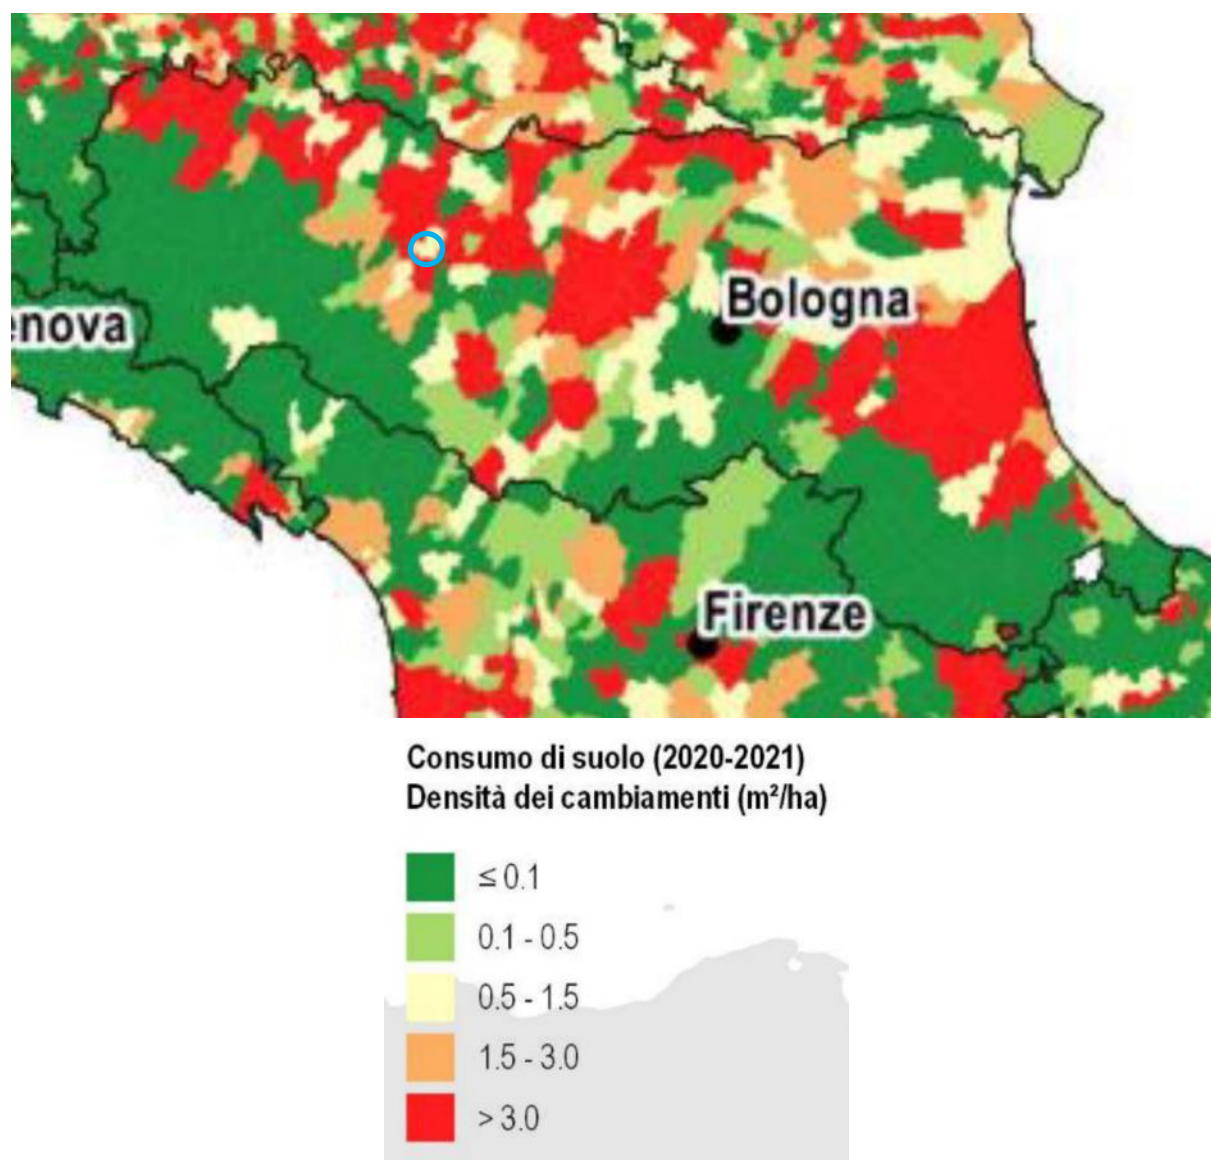 Bologna
enova
Firenze
Consumo di suolo (2020-2021)
Densità dei cambiamenti (m²/ha)
≤ 0.1
0.1 - 0.5
0.5 - 1.5
1.5 - 3.0
> 3.0